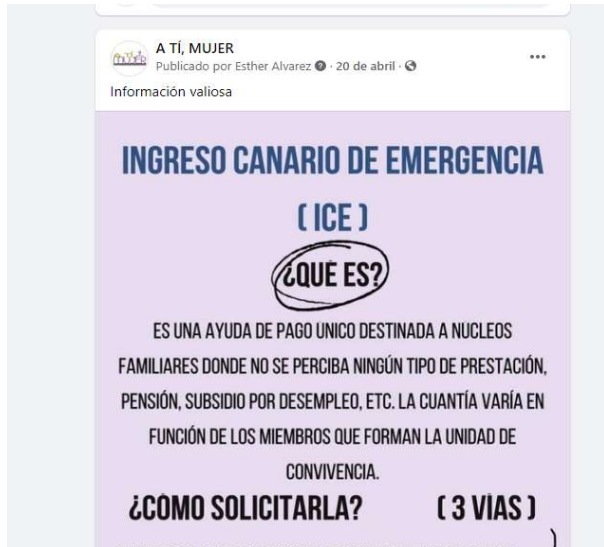 A TÍ, MUJER
Publicado por Esther Alvarez · 20 de abril ·
Información valiosa
INGRESO CANARIO DE EMERGENCIA
( ICE )
¿QUÉ ES?
ES UNA AYUDA DE PAGO ÚNICO DESTINADA A NÚCLEOS
FAMILIARES DONDE NO SE PERCIBA NINGÚN TIPO DE PRESTACIÓN,
PENSIÓN, SUBSIDIO POR DESEMPLEO, ETC. LA CUANTÍA VARÍA EN
FUNCIÓN DE LOS MIEMBROS QUE FORMAN LA UNIDAD DE
CONVIVENCIA.
¿CÓMO SOLICITARLA? ( 3 VÍAS )